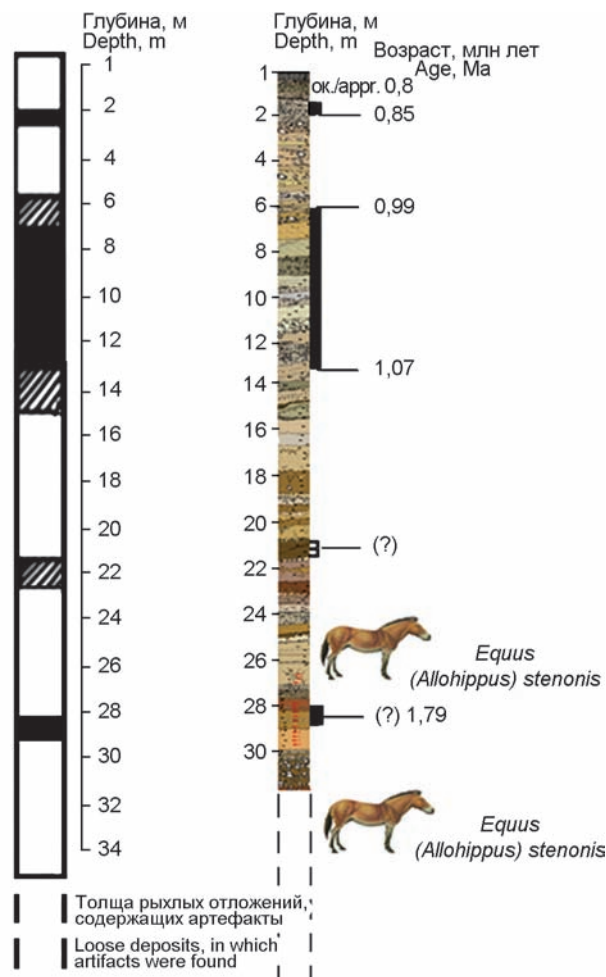 Глубина, м
Depth, m
1
2
4
6
8
10
12
14
16
18
20
22
24
26
28
30
32
34
Глубина, м
Depth, m
1
2
4
6
8
10
12
14
16
18
20
22
24
26
28
30
Возраст, млн лет
Age, Ma
ок./appr. 0,8
0,85
0,99
1,07
(?)
Equus
(Allohippus) stenonis
(?) 1,79
Equus
(Allohippus) stenonis
Толща рыхлых отложений,
содержащих артефакты
Loose deposits, in which
artifacts were found